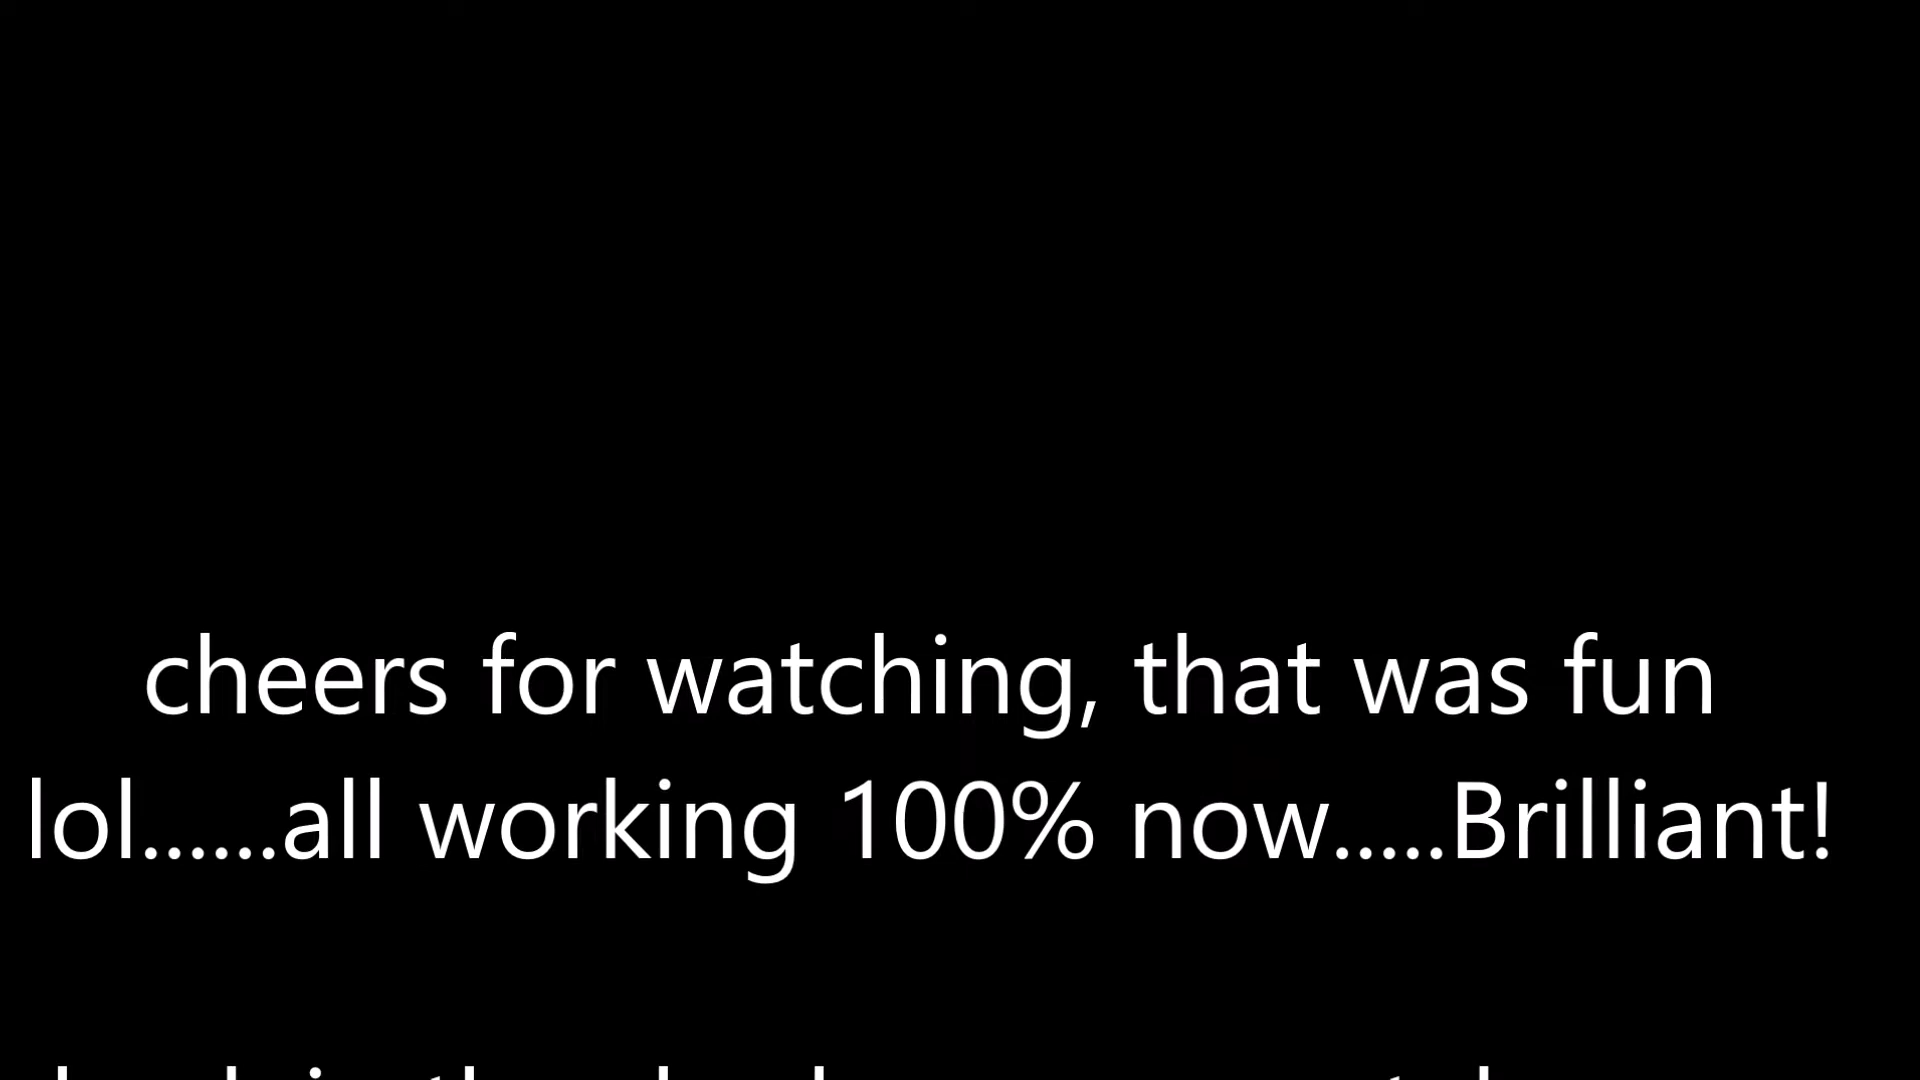 cheers for watching, that was fun
lol......all working 100% now.....Brilliant!